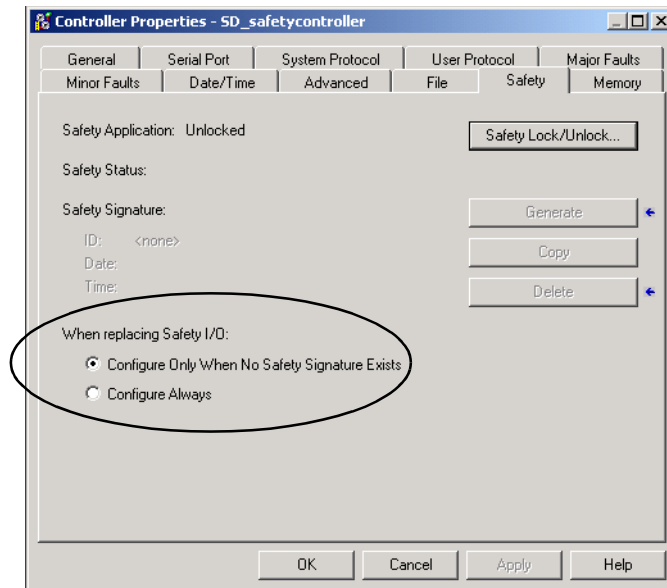 Controller Properties - SD_safetycontroller
General Serial Port System Protocol User Protocol Major Faults
Minor Faults Date/Time Advanced File Safety Memory
Safety Application: Unlocked Safety Lock/Unlock...
Safety Status:
Safety Signature: Generate
ID: <none> Copy
Date:
Time: Delete
When replacing Safety I/O:
Configure Only When No Safety Signature Exists
Configure Always
OK Cancel Apply Help